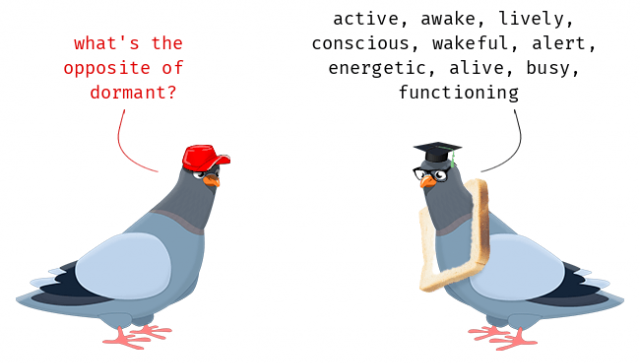 what's the
opposite of
dormant?
active, awake, lively,
conscious, wakeful, alert,
energetic, alive, busy,
functioning